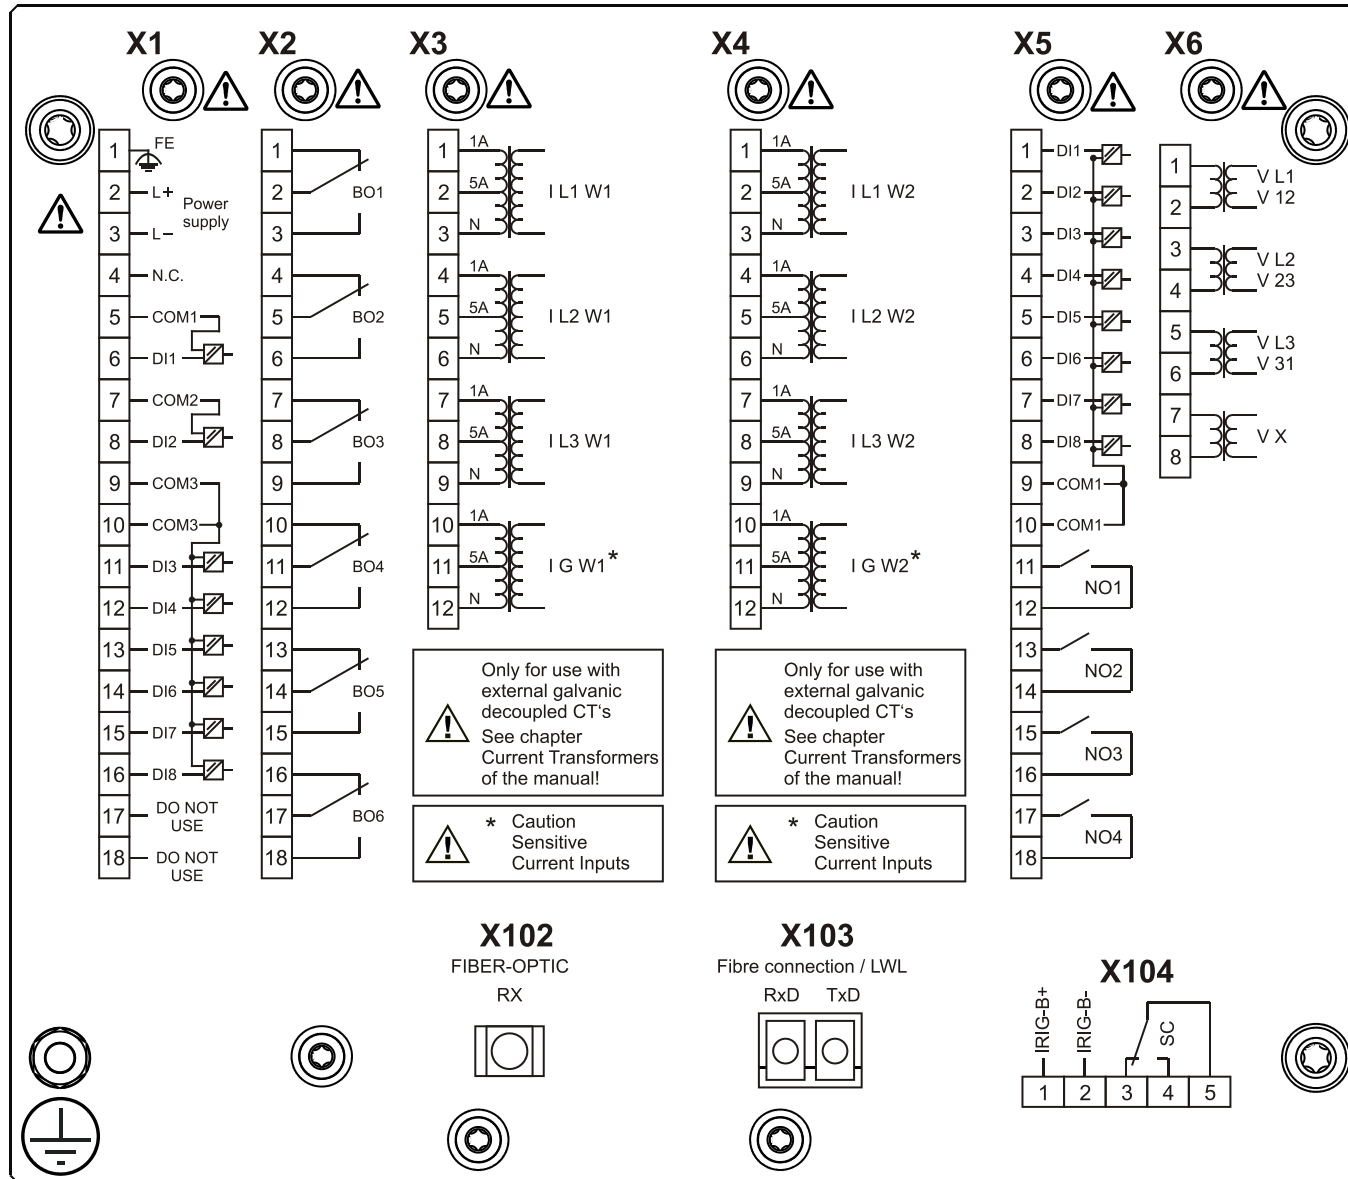 X1
X2
X3
X4
X5
X6
1 FE
2 L+
Power
supply
3 L−
4 N.C.
5 COM1
6 DI1
7 COM2
8 DI2
9 COM3
10 COM3
11 DI3
12 DI4
13 DI5
14 DI6
15 DI7
16 DI8
17 DO NOT
USE
18 DO NOT
USE
1
2 BO1
3
4
5 BO2
6
7
8 BO3
9
10
11 BO4
12
13
14 BO5
15
16
17 BO6
18
1 1A
2 5A I L1 W1
3 N
4 1A
5 5A I L2 W1
6 N
7 1A
8 5A I L3 W1
9 N
10 1A
11 5A I G W1*
12 N
Only for use with
external galvanic
decoupled CT‘s
See chapter
Current Transformers
of the manual!
* Caution
Sensitive
Current Inputs
1 1A
2 5A I L1 W2
3 N
4 1A
5 5A I L2 W2
6 N
7 1A
8 5A I L3 W2
9 N
10 1A
11 5A I G W2*
12 N
Only for use with
external galvanic
decoupled CT‘s
See chapter
Current Transformers
of the manual!
* Caution
Sensitive
Current Inputs
1 DI1
2 DI2
3 DI3
4 DI4
5 DI5
6 DI6
7 DI7
8 DI8
9 COM1
10 COM1
11
NO1
12
13
NO2
14
15
NO3
16
17
NO4
18
1 V L1
2 V 12
3 V L2
4 V 23
5 V L3
6 V 31
7
V X
8
X102
FIBER-OPTIC
RX
X103
Fibre connection / LWL
RxD TxD
X104
IRIG-B+
IRIG-B-
SC
1 2 3 4 5